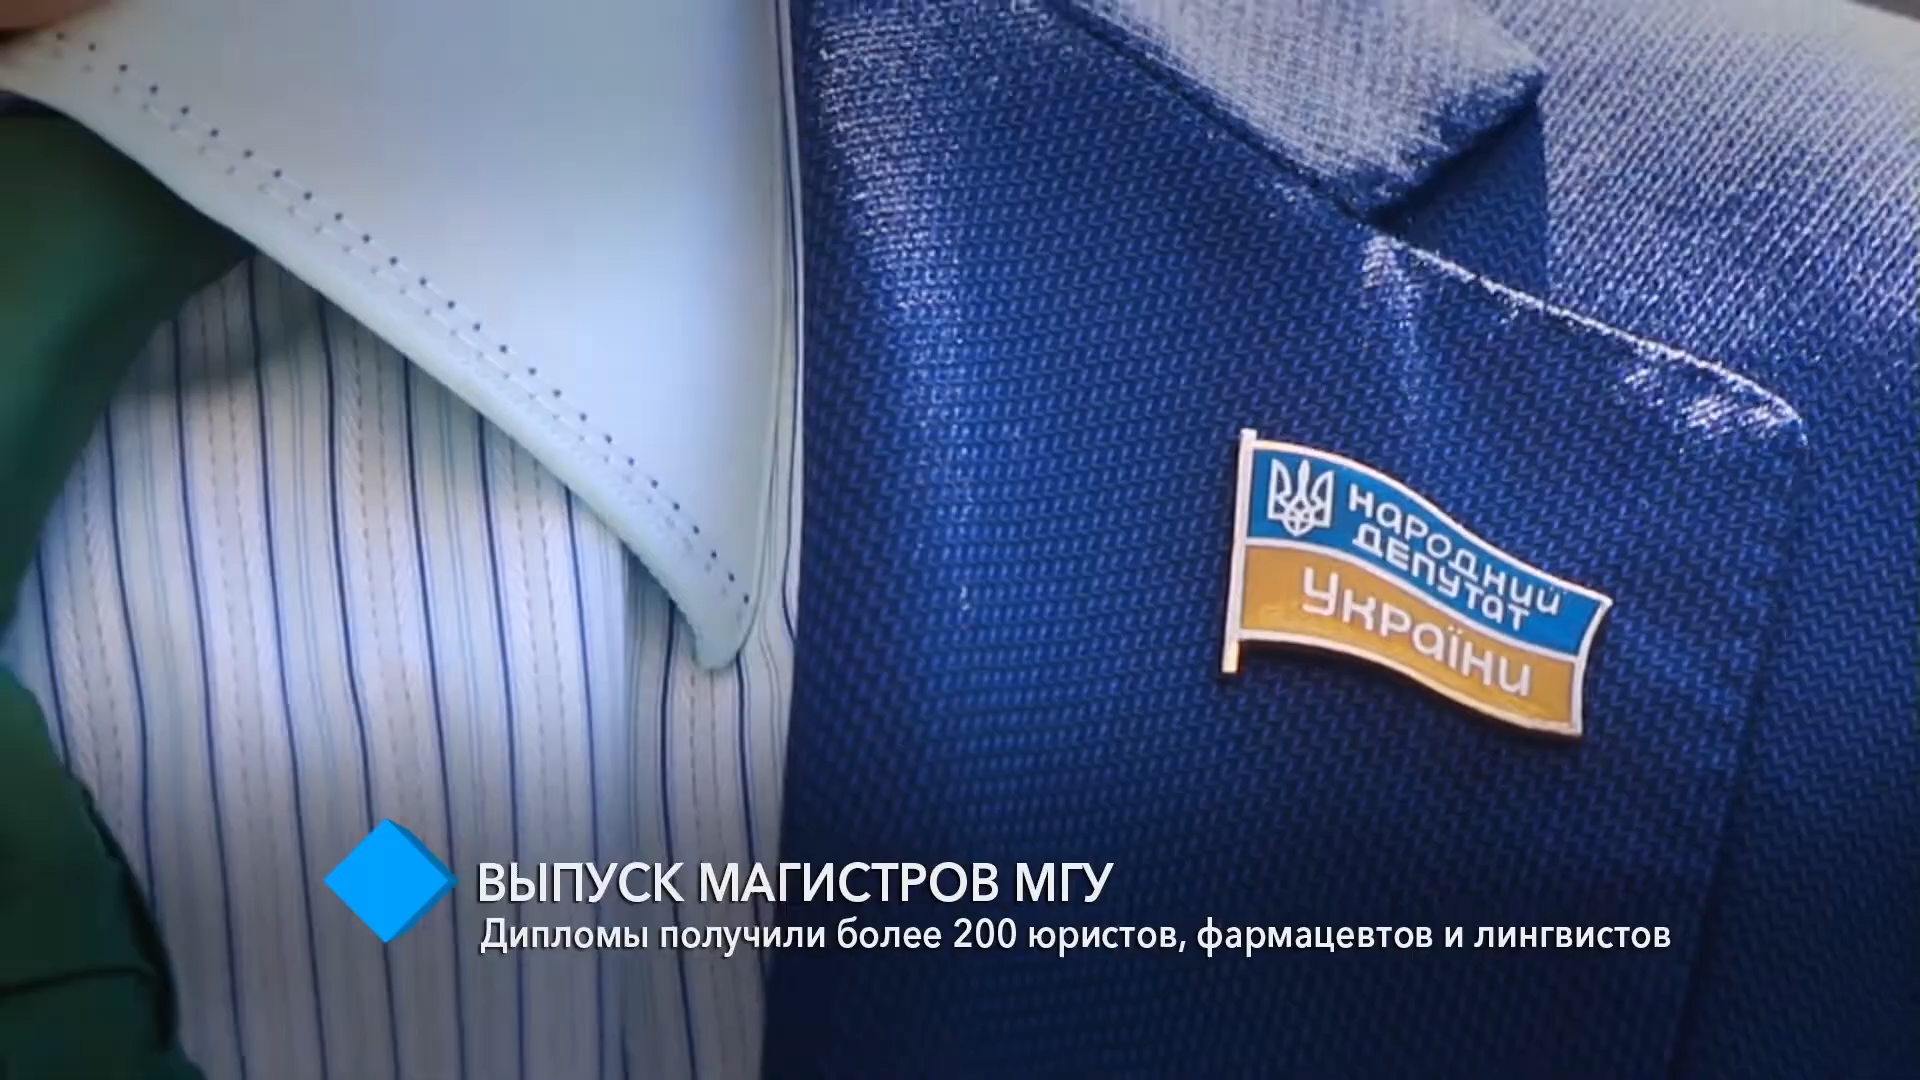 НАРОДНИЙ
ДЕПУТАТ
УКРАЇНИ
ВЫПУСК МАГИСТРОВ МГУ
Дипломы получили более 200 юристов, фармацевтов и лингвистов